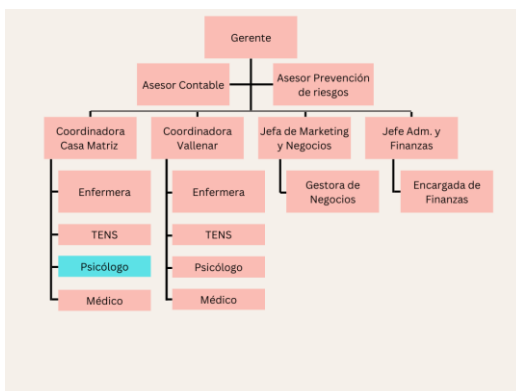 Gerente
Asesor Contable
Asesor Prevención
de riesgos
Coordinadora
Casa Matriz
Coordinadora
Vallenar
Jefa de Marketing
y Negocios
Jefe Adm. y
Finanzas
Enfermera
Enfermera
Gestora de
Negocios
Encargada de
Finanzas
TENS
TENS
Psicólogo
Psicólogo
Médico
Médico